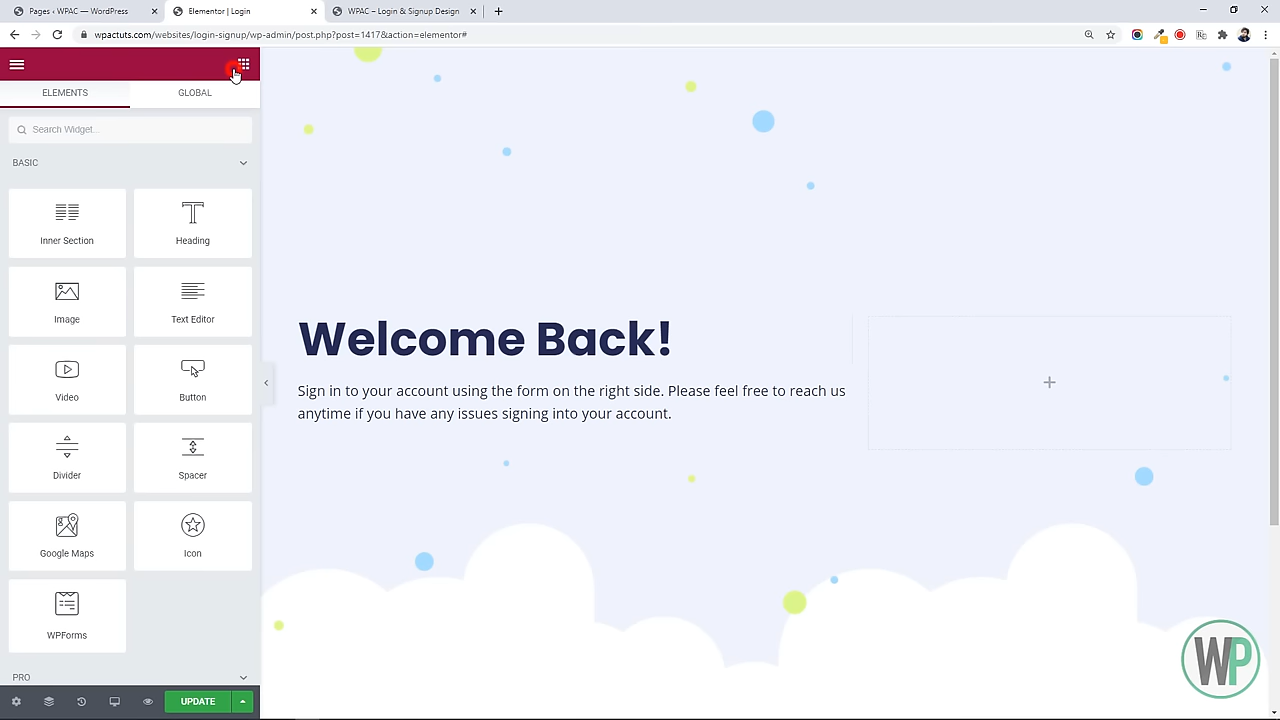 Pages ‹ WPAC — WordPress
Elementor | Login
WPAC – Login & Signup Design
wpactuts.com/websites/login-signup/wp-admin/post.php?post=1417&action=elementor#
ELEMENTS
GLOBAL
Search Widget...
BASIC
Inner Section
Heading
Image
Text Editor
Video
Button
Divider
Spacer
Google Maps
Icon
WPForms
PRO
UPDATE
Welcome Back!
Sign in to your account using the form on the right side. Please feel free to reach us
anytime if you have any issues signing into your account.
WP